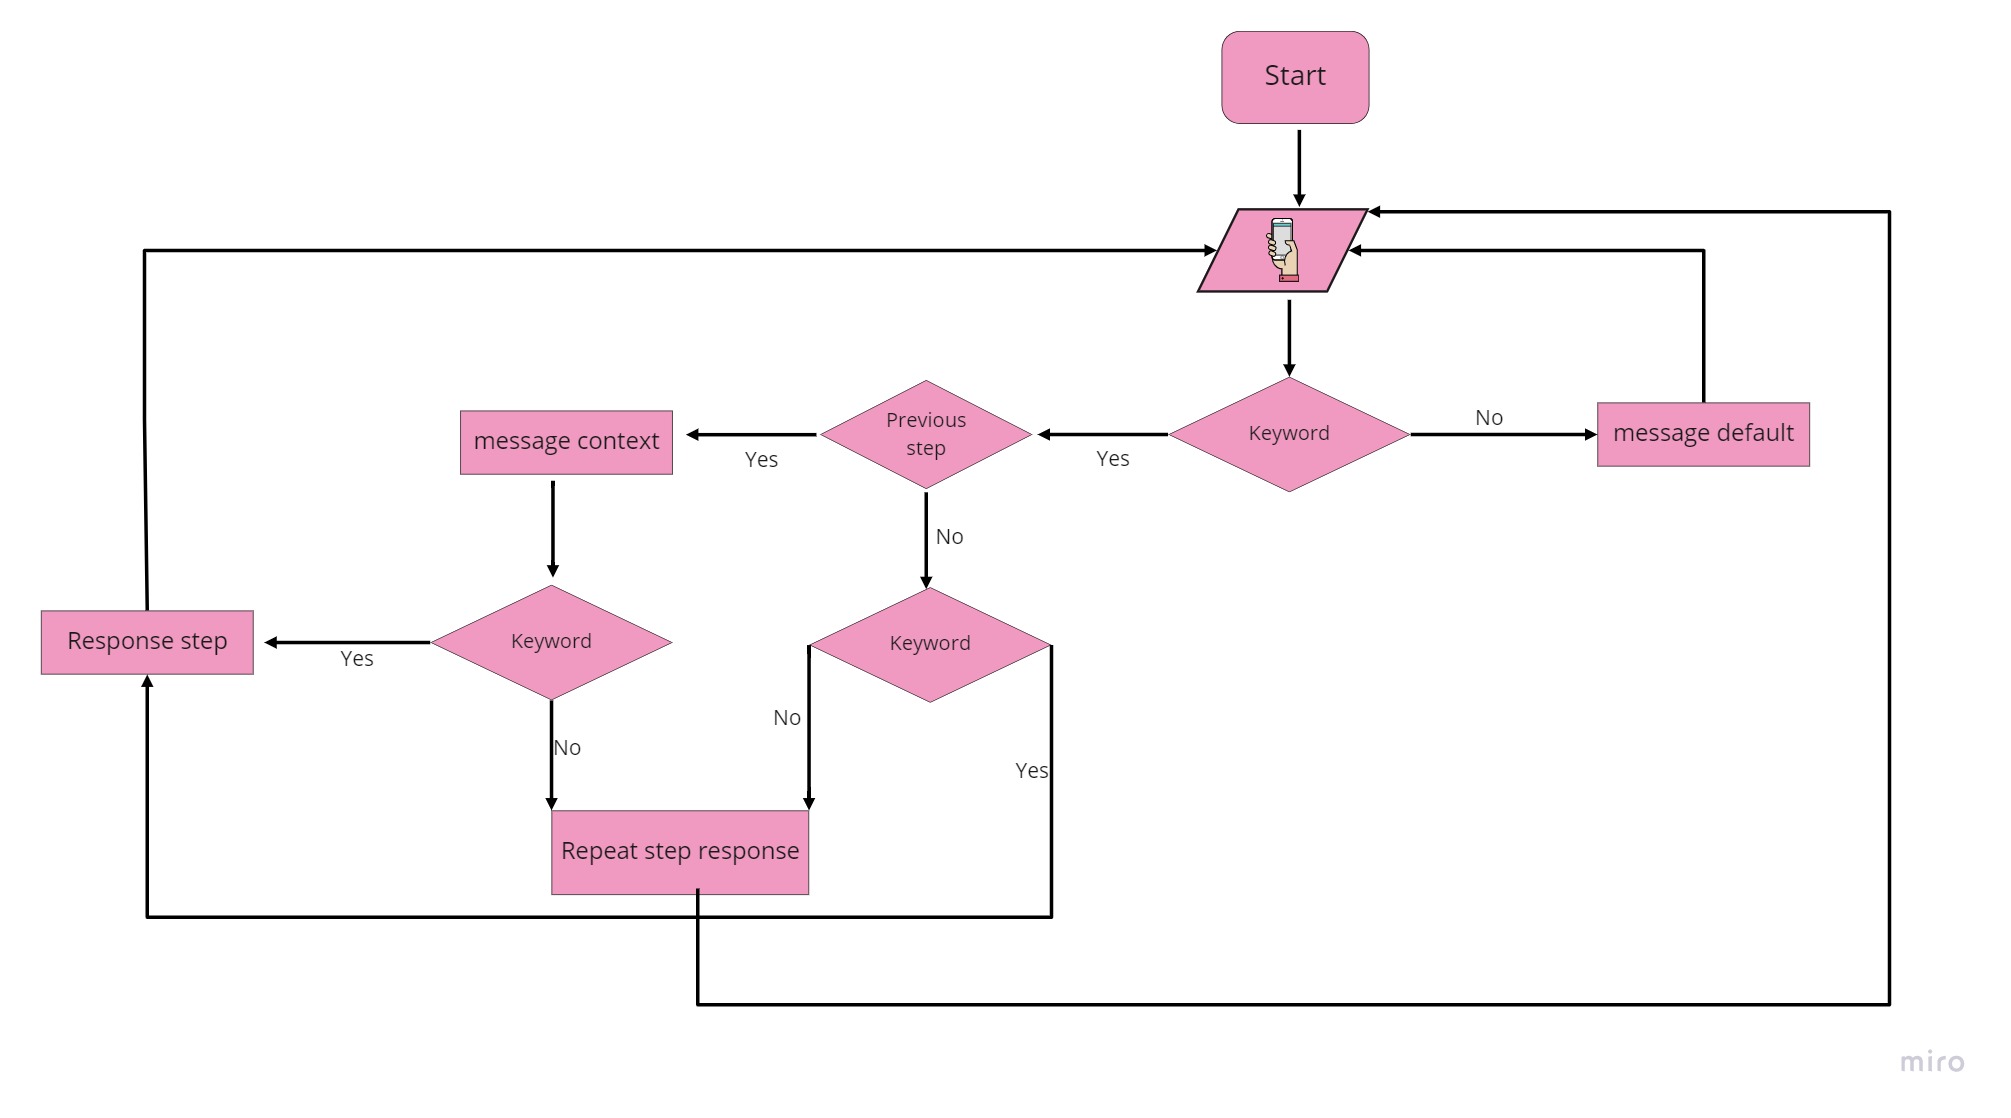 Start
Previous
step
Keyword
No
message default
message context
Yes
Yes
No
Response step
Yes
Keyword
Keyword
No
No
Yes
Repeat step response
miro